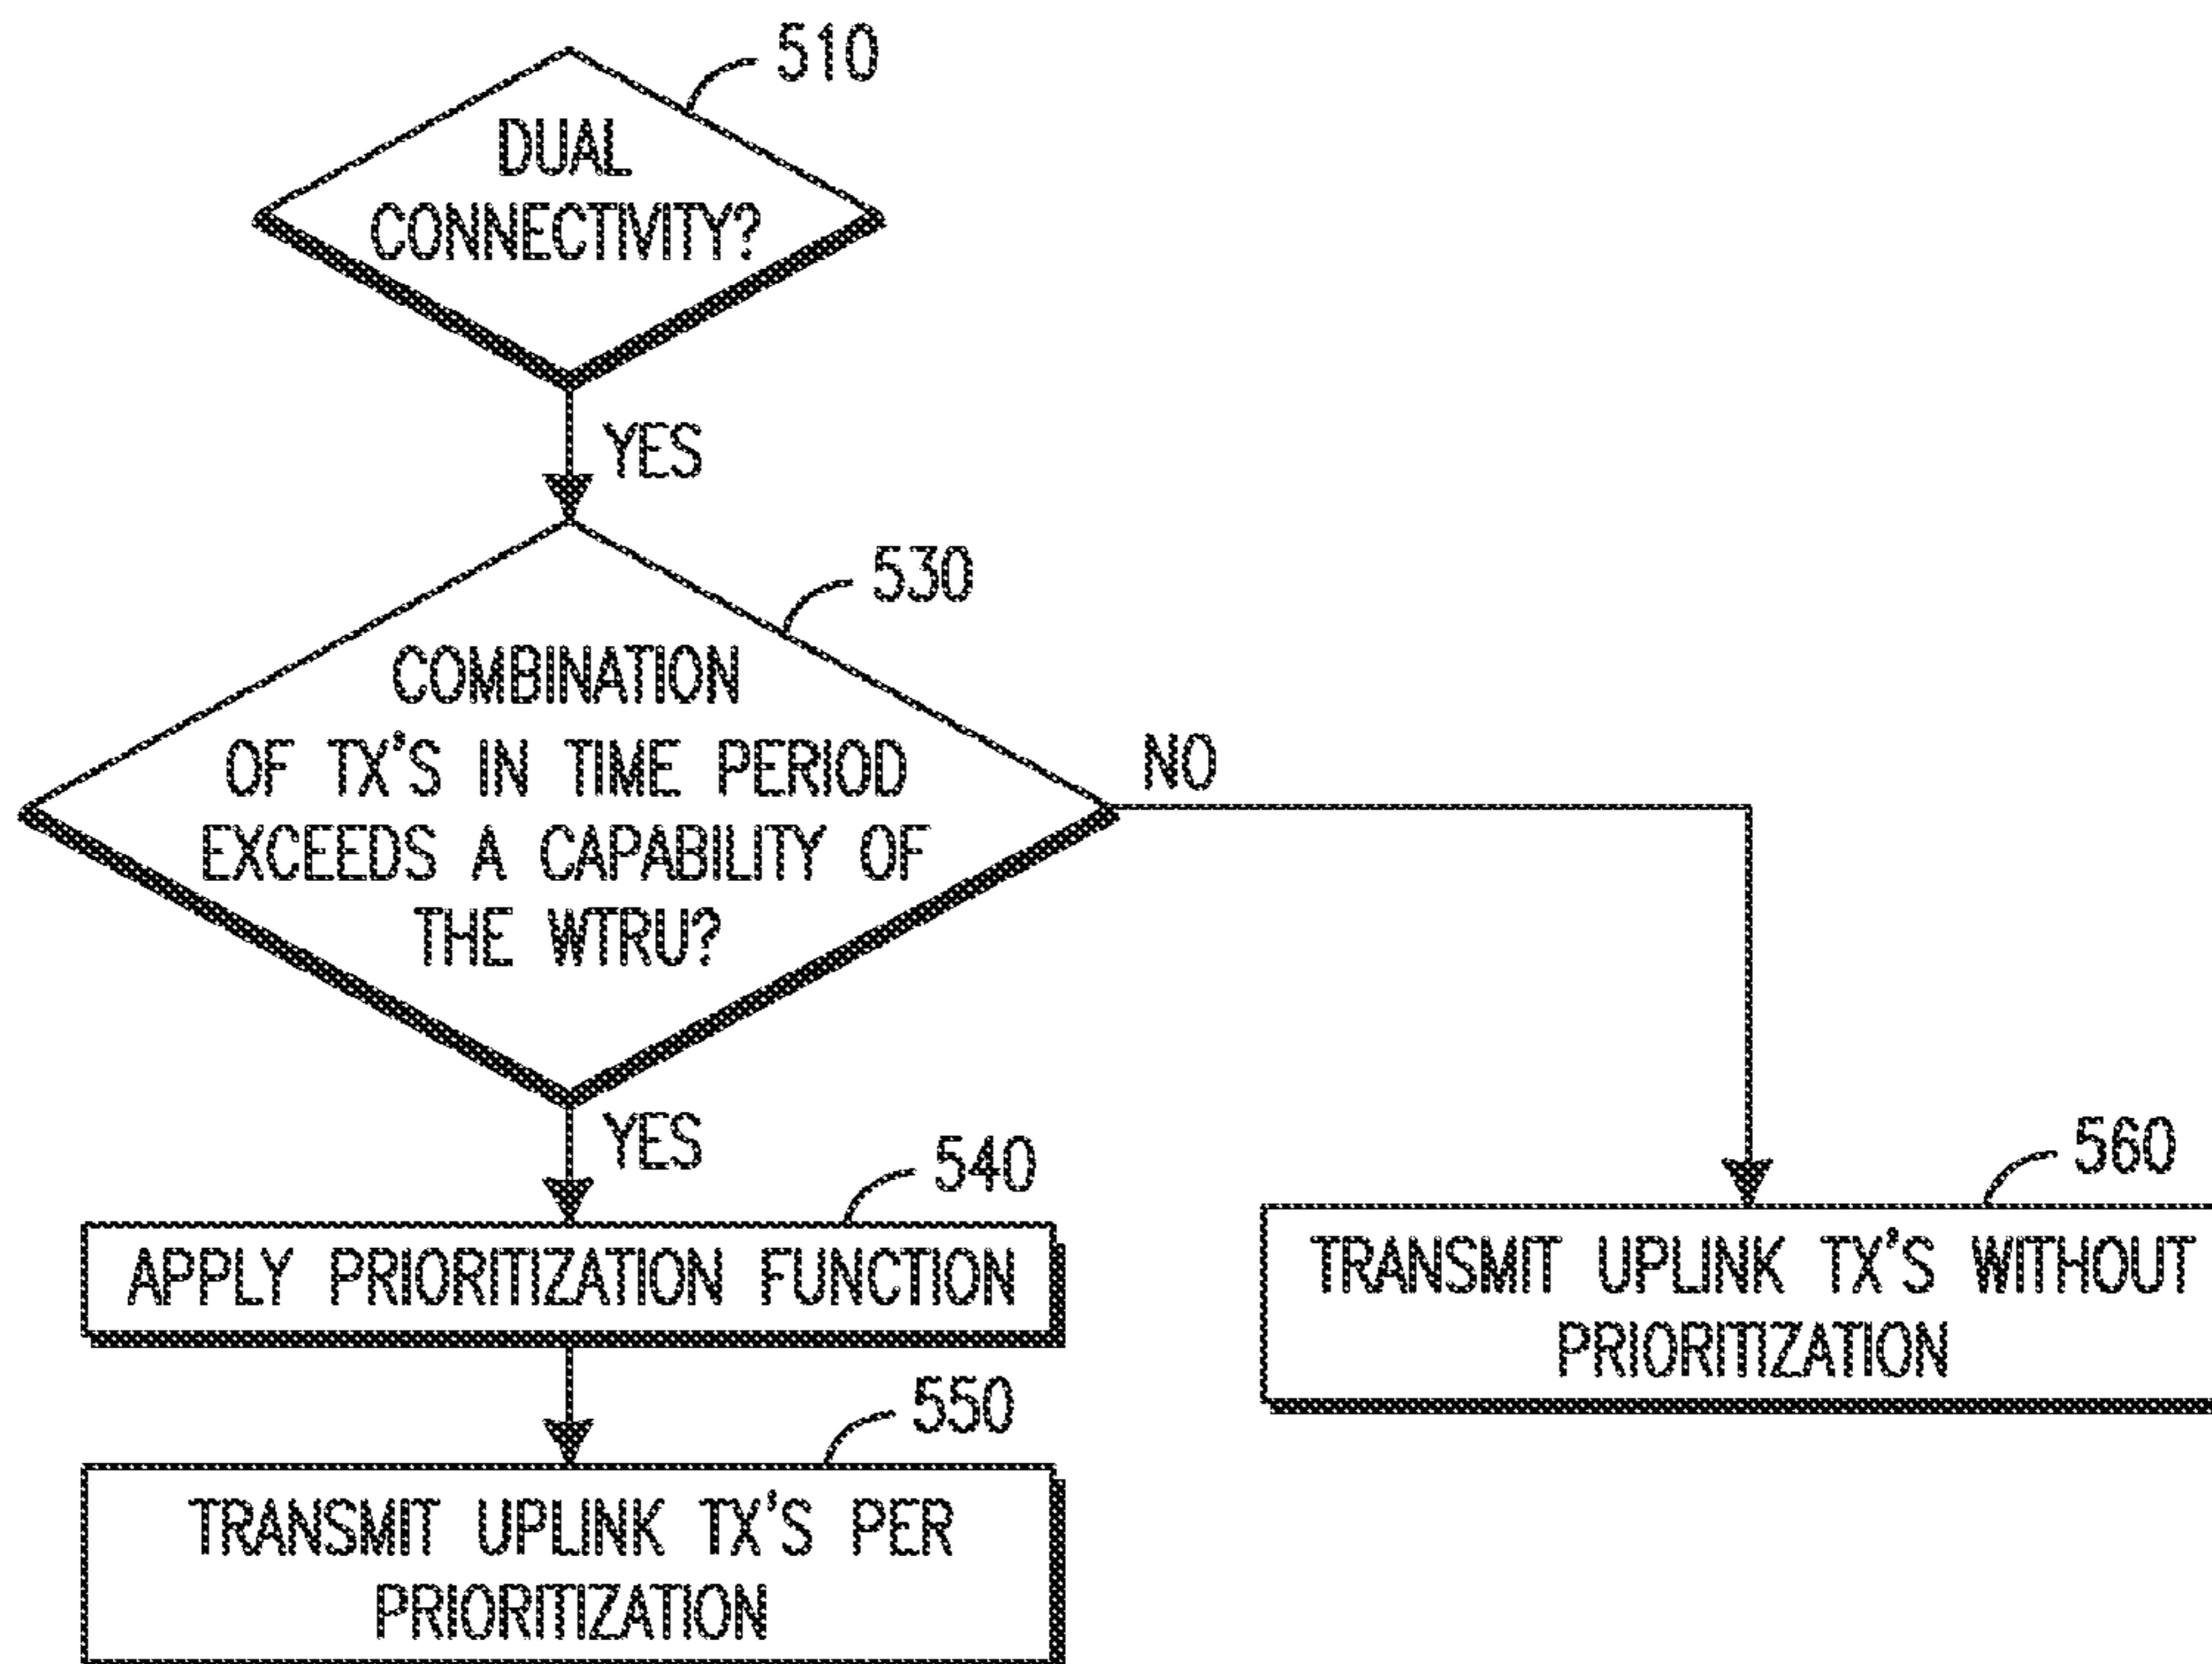 510
DUAL
CONNECTIVITY?
YES
530
COMBINATION
OF TX'S IN TIME PERIOD
EXCEEDS A CAPABILITY OF
THE WTRU?
NO
YES
540
APPLY PRIORITIZATION FUNCTION
560
TRANSMIT UPLINK TX'S WITHOUT
PRIORITIZATION
550
TRANSMIT UPLINK TX'S PER
PRIORITIZATION